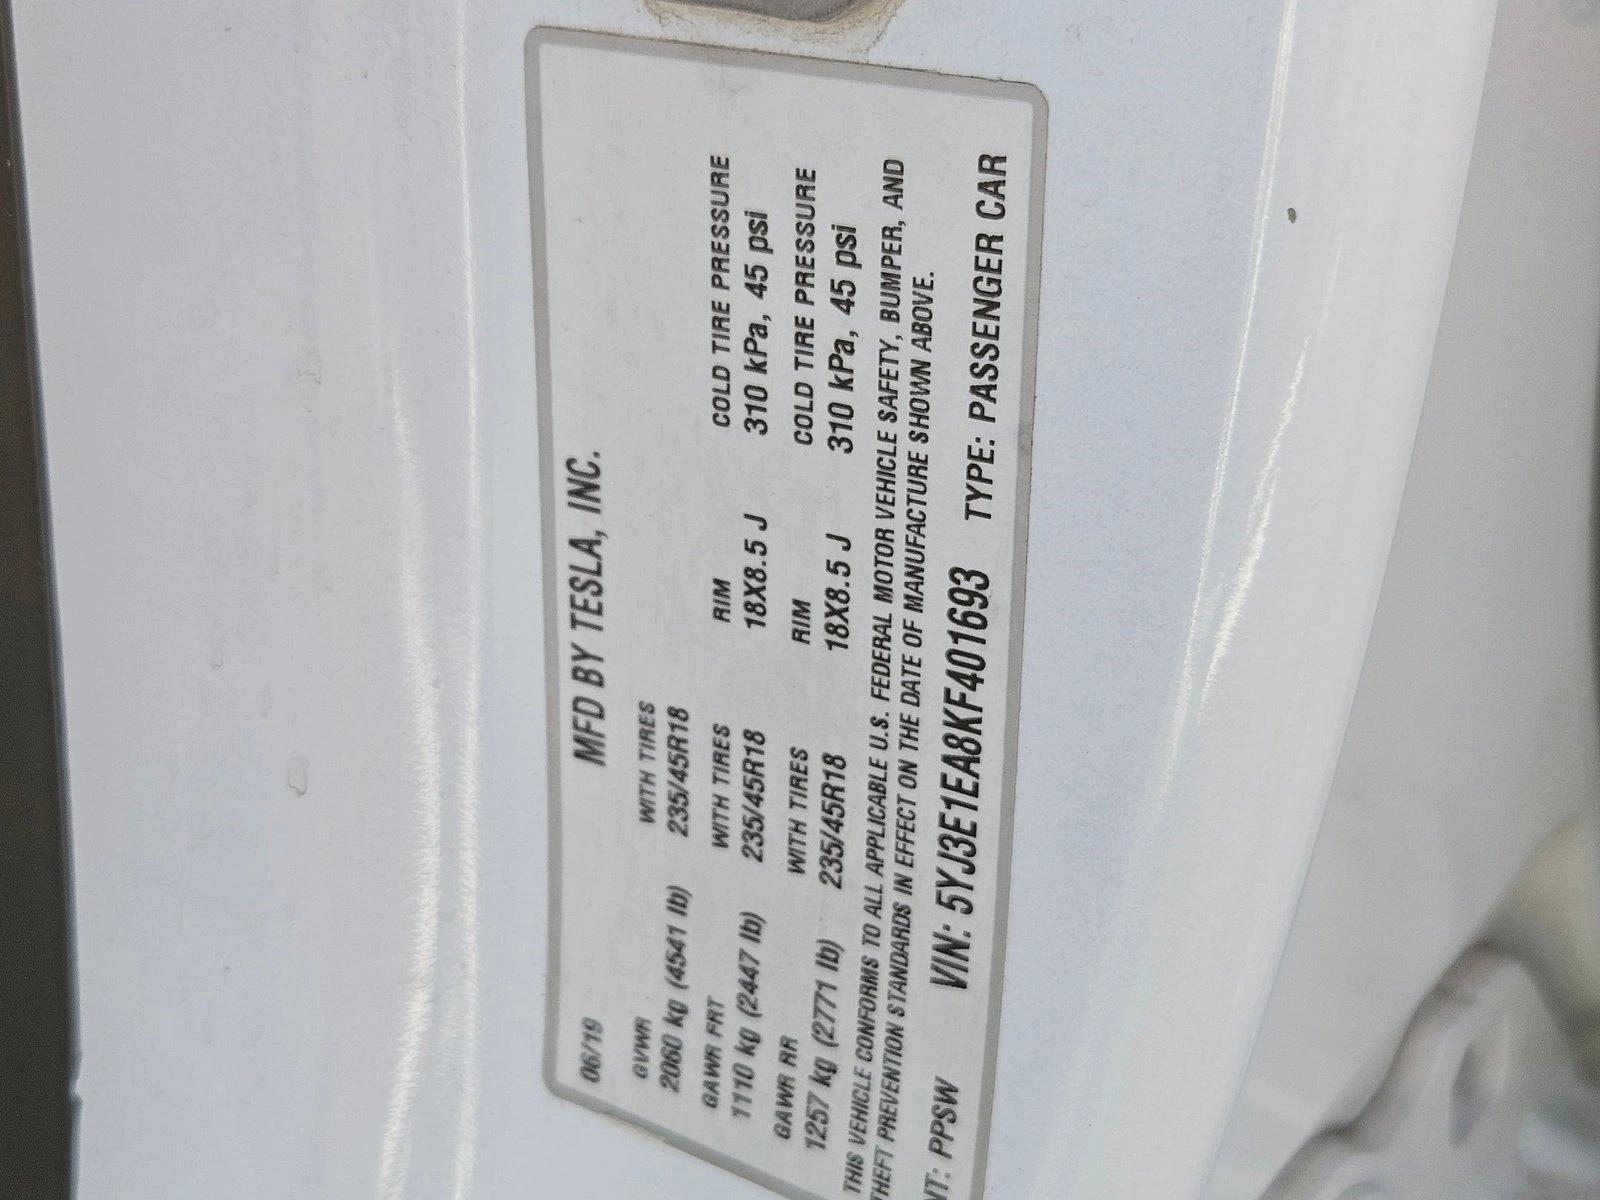 MFD BY TESLA, INC.
06/19
GVWR WITH TIRES
2060 kg (4541 lb) 235/45R18
GAWR FRT WITH TIRES RIM COLD TIRE PRESSURE
1110 kg (2447 lb) 235/45R18 18X8.5 J 310 kPa, 45 psi
GAWR RR WITH TIRES RIM COLD TIRE PRESSURE
1257 kg (2771 lb) 235/45R18 18X8.5 J 310 kPa, 45 psi
THIS VEHICLE CONFORMS TO ALL APPLICABLE U.S. FEDERAL MOTOR VEHICLE SAFETY, BUMPER, AND
THEFT PREVENTION STANDARDS IN EFFECT ON THE DATE OF MANUFACTURE SHOWN ABOVE.
NT: PPSW VIN: 5YJ3E1EA8KF401693 TYPE: PASSENGER CAR